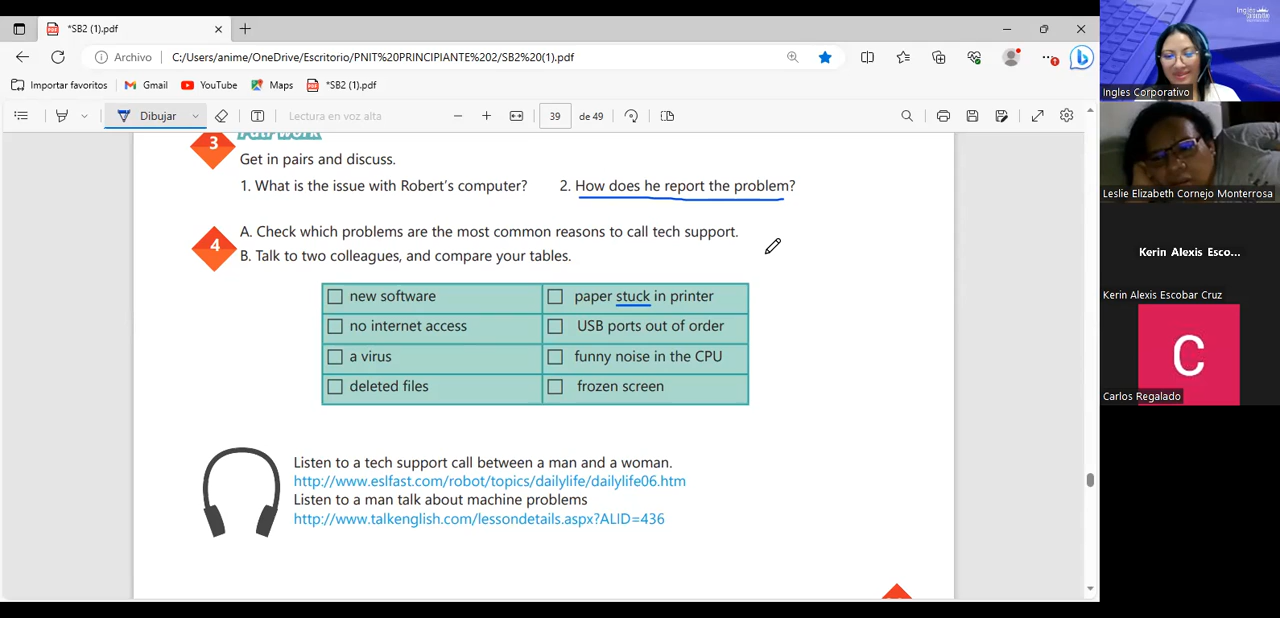 *SB2 (1).pdf
Archivo C:/Users/anime/OneDrive/Escritorio/PNIT%20PRINCIPIANTE%202/SB2%20(1).pdf
Importar favoritos Gmail YouTube Maps *SB2 (1).pdf
Dibujar Lectura en voz alta 39 de 49
3 Pair work
Get in pairs and discuss.
1. What is the issue with Robert's computer? 2. How does he report the problem?
4 A. Check which problems are the most common reasons to call tech support.
B. Talk to two colleagues, and compare your tables.
new software paper stuck in printer
no internet access USB ports out of order
a virus funny noise in the CPU
deleted files frozen screen
Listen to a tech support call between a man and a woman.
http://www.eslfast.com/robot/topics/dailylife/dailylife06.htm
Listen to a man talk about machine problems
http://www.talkenglish.com/lessondetails.aspx?ALID=436
Ingles Corporativo
Leslie Elizabeth Cornejo Monterrosa
Kerin Alexis Esco...
Kerin Alexis Escobar Cruz
C
Carlos Regalado